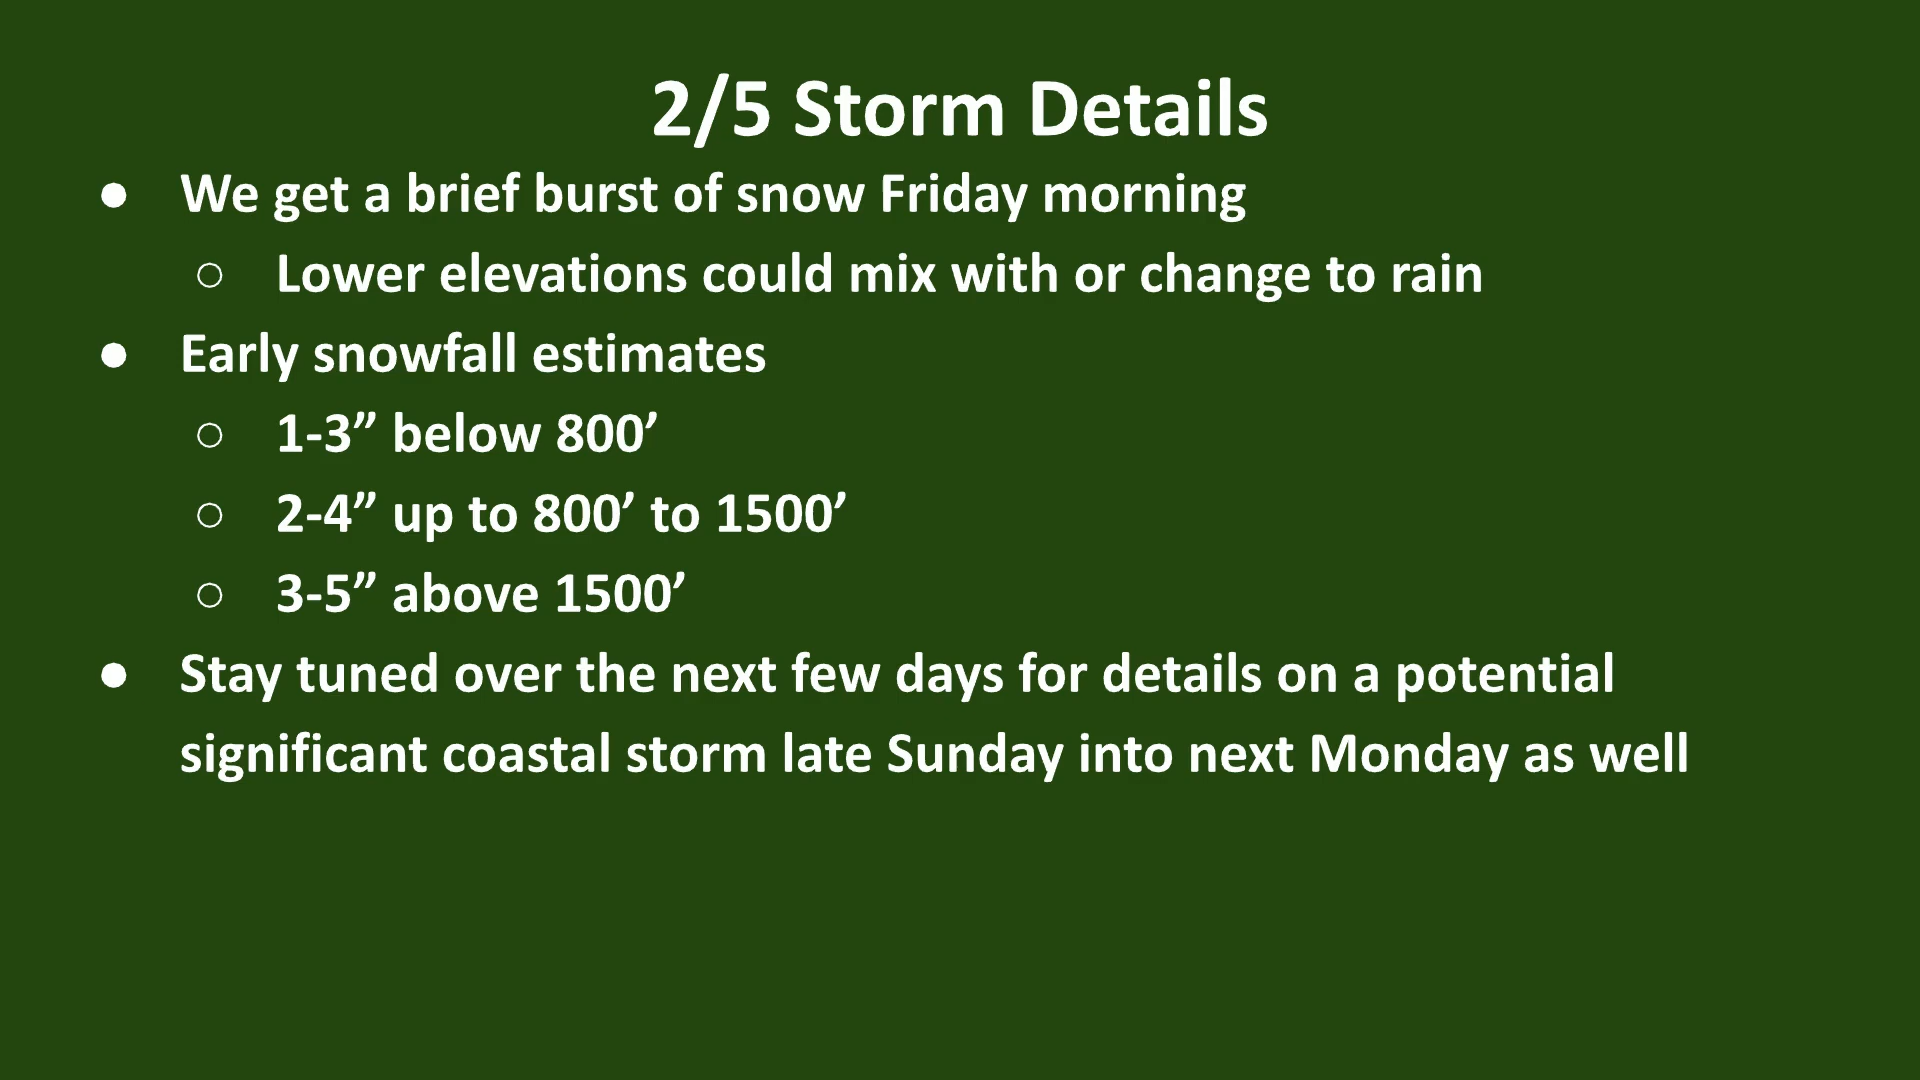 2/5 Storm Details
● We get a brief burst of snow Friday morning
○ Lower elevations could mix with or change to rain
● Early snowfall estimates
○ 1-3” below 800’
○ 2-4” up to 800’ to 1500’
○ 3-5” above 1500’
● Stay tuned over the next few days for details on a potential
significant coastal storm late Sunday into next Monday as well